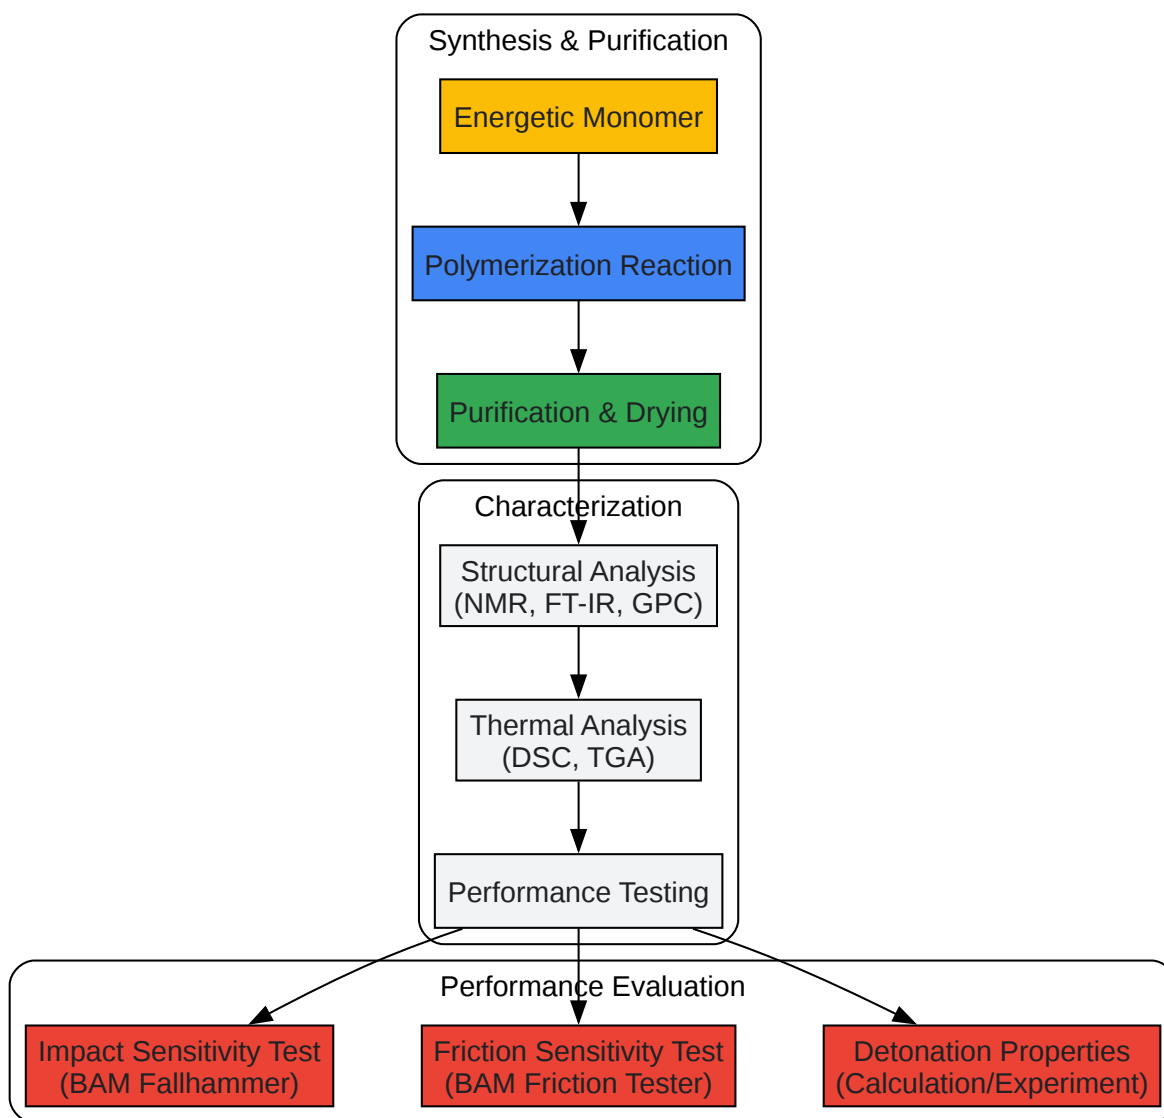 Synthesis & Purification
Energetic Monomer
Polymerization Reaction
Purification & Drying
Characterization
Structural Analysis
(NMR, FT-IR, GPC)
Thermal Analysis
(DSC, TGA)
Performance Testing
Performance Evaluation
Impact Sensitivity Test
(BAM Fallhammer)
Friction Sensitivity Test
(BAM Friction Tester)
Detonation Properties
(Calculation/Experiment)